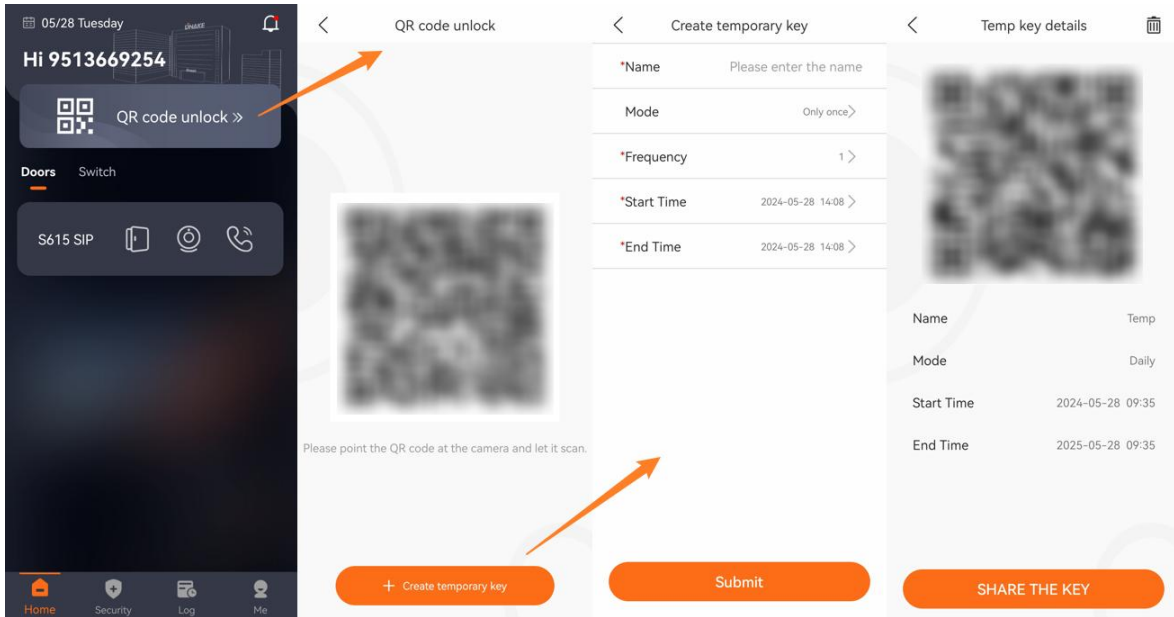 05/28 Tuesday
Hi 9513669254
QR code unlock »
Doors Switch
S615 SIP
Home Security Log Me
QR code unlock
Please point the QR code at the camera and let it scan.
+ Create temporary key
Create temporary key
*Name Please enter the name
Mode Only once
*Frequency 1
*Start Time 2024-05-28 14:08
*End Time 2024-05-28 14:08
Submit
Temp key details
Name Temp
Mode Daily
Start Time 2024-05-28 09:35
End Time 2025-05-28 09:35
SHARE THE KEY